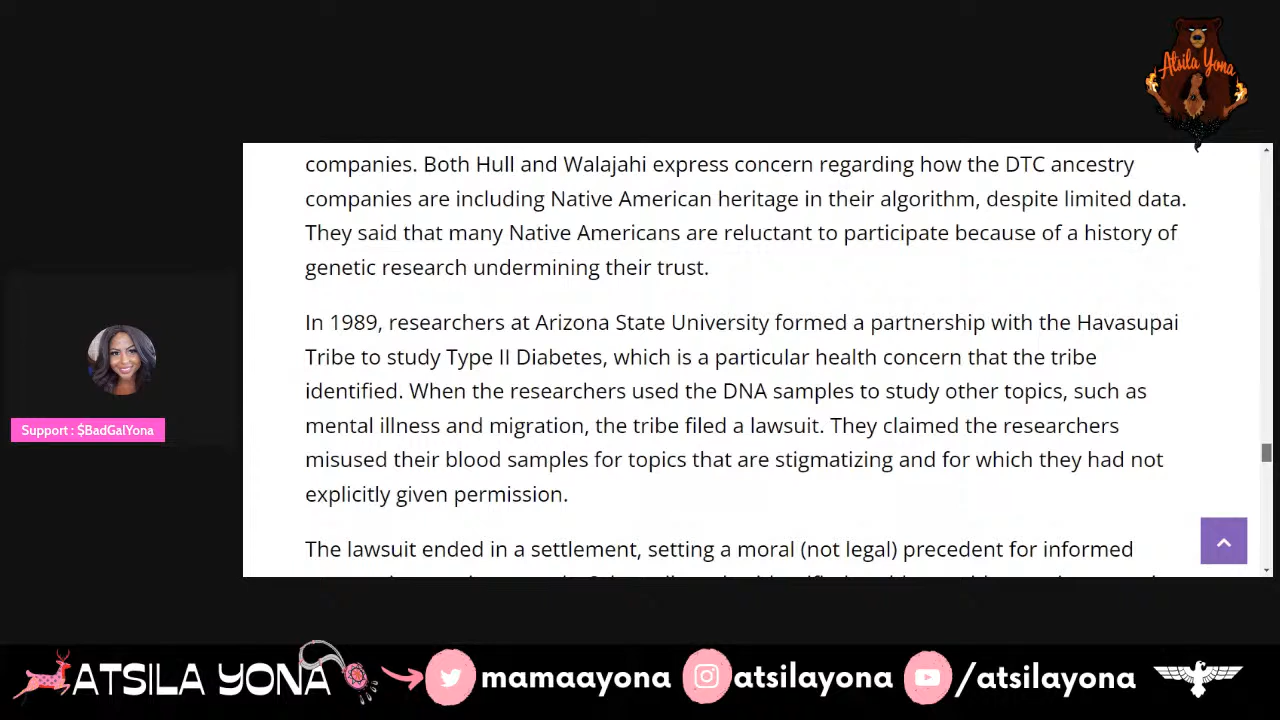 Atsila Yona
companies. Both Hull and Walajahi express concern regarding how the DTC ancestry
companies are including Native American heritage in their algorithm, despite limited data.
They said that many Native Americans are reluctant to participate because of a history of
genetic research undermining their trust.
In 1989, researchers at Arizona State University formed a partnership with the Havasupai
Tribe to study Type II Diabetes, which is a particular health concern that the tribe
identified. When the researchers used the DNA samples to study other topics, such as
mental illness and migration, the tribe filed a lawsuit. They claimed the researchers
misused their blood samples for topics that are stigmatizing and for which they had not
explicitly given permission.
The lawsuit ended in a settlement, setting a moral (not legal) precedent for informed
Support : $BadGalYona
ATSILA YONA mamaayona atsilayona /atsilayona